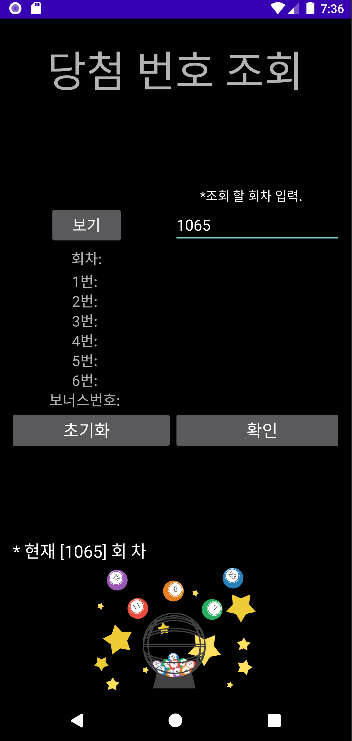 7:36
당첨 번호 조회
*조회 할 회차 입력.
보기
1065
회차:
1번:
2번:
3번:
4번:
5번:
6번:
보너스번호:
초기화 확인
* 현재 [1065] 회 차